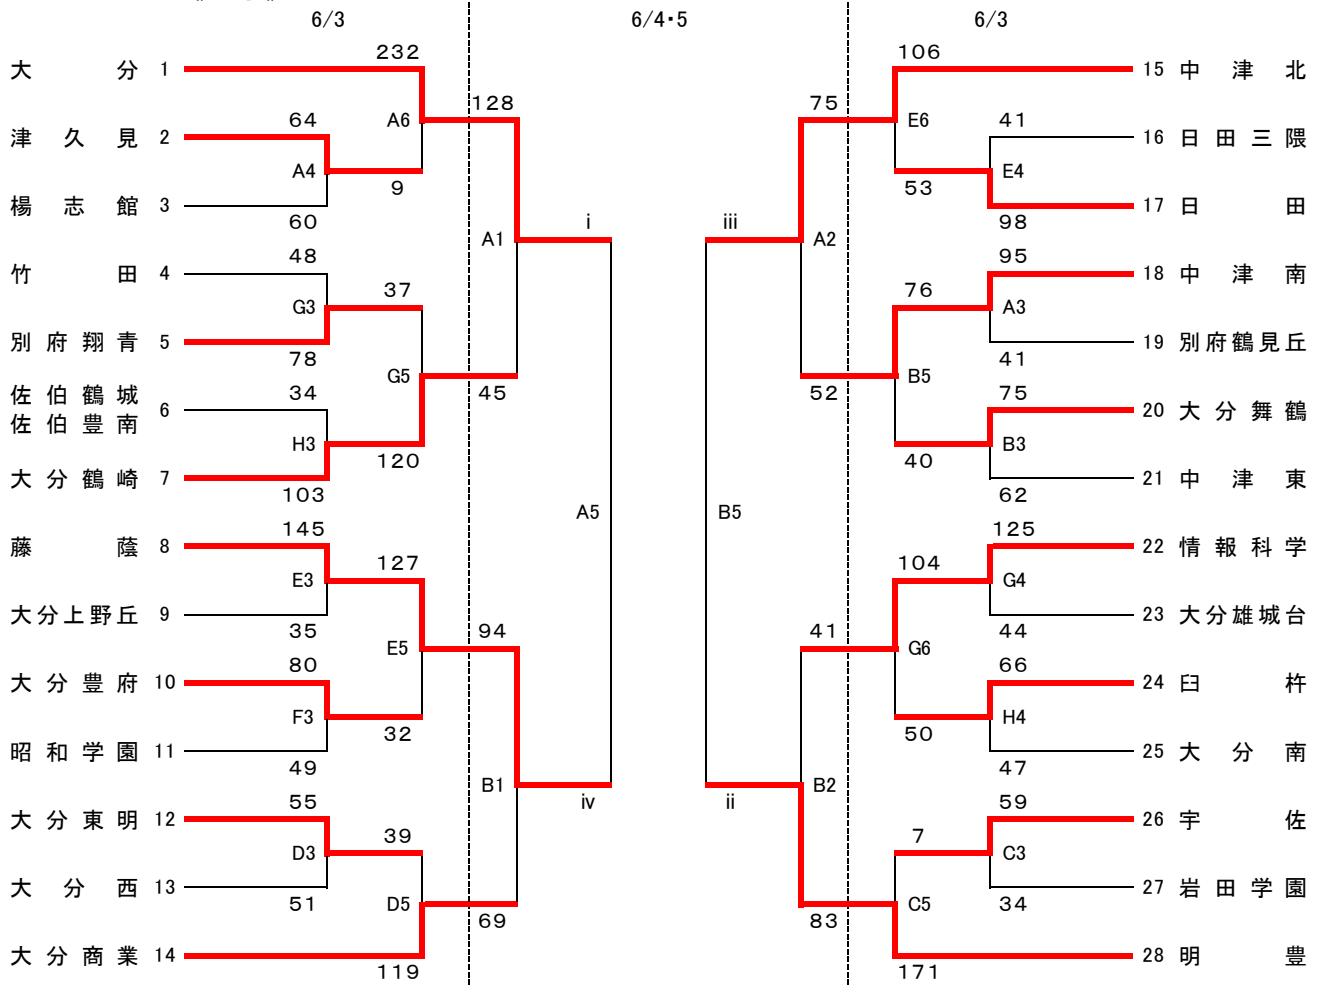 6/3 6/4・5 6/3
232 106
大分 1 15 中津北
128 75
64 A6 E6 41
津久見 2 16 日田三隈
A4 E4
9 53
楊志館 3 17 日田
60 i iii 98
A1 A2
48 95
竹田 4 18 中津南
37 76
G3 A3
別府翔青 5 19 別府鶴見丘
78 41
G5 B5
佐伯鶴城 34 45 52 75
6 20 大分舞鶴
佐伯豊南
H3 B3
120 40
大分鶴崎 7 21 中津東
103 62
A5 B5
145 125
藤蔭 8 22 情報科学
127 104
E3 G4
大分上野丘 9 23 大分雄城台
35 94 41 44
E5 G6
80 66
大分豊府 10 24 臼杵
F3 H4
32 50
昭和学園 11 25 大分南
49 47
B1 B2
55 iv ii 59
大分東明 12 26 宇佐
39 7
D3 C3
大分西 13 27 岩田学園
51 D5 C5 34
69 83
大分商業 14 28 明豊
119 171